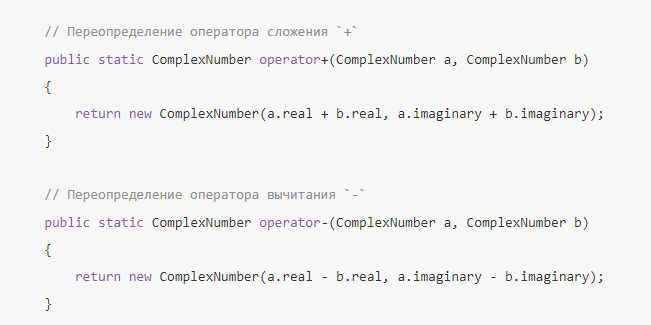 // Переопределение оператора сложения `+`
public static ComplexNumber operator+(ComplexNumber a, ComplexNumber b)
{
    return new ComplexNumber(a.real + b.real, a.imaginary + b.imaginary);
}
// Переопределение оператора вычитания `-`
public static ComplexNumber operator-(ComplexNumber a, ComplexNumber b)
{
    return new ComplexNumber(a.real - b.real, a.imaginary - b.imaginary);
}